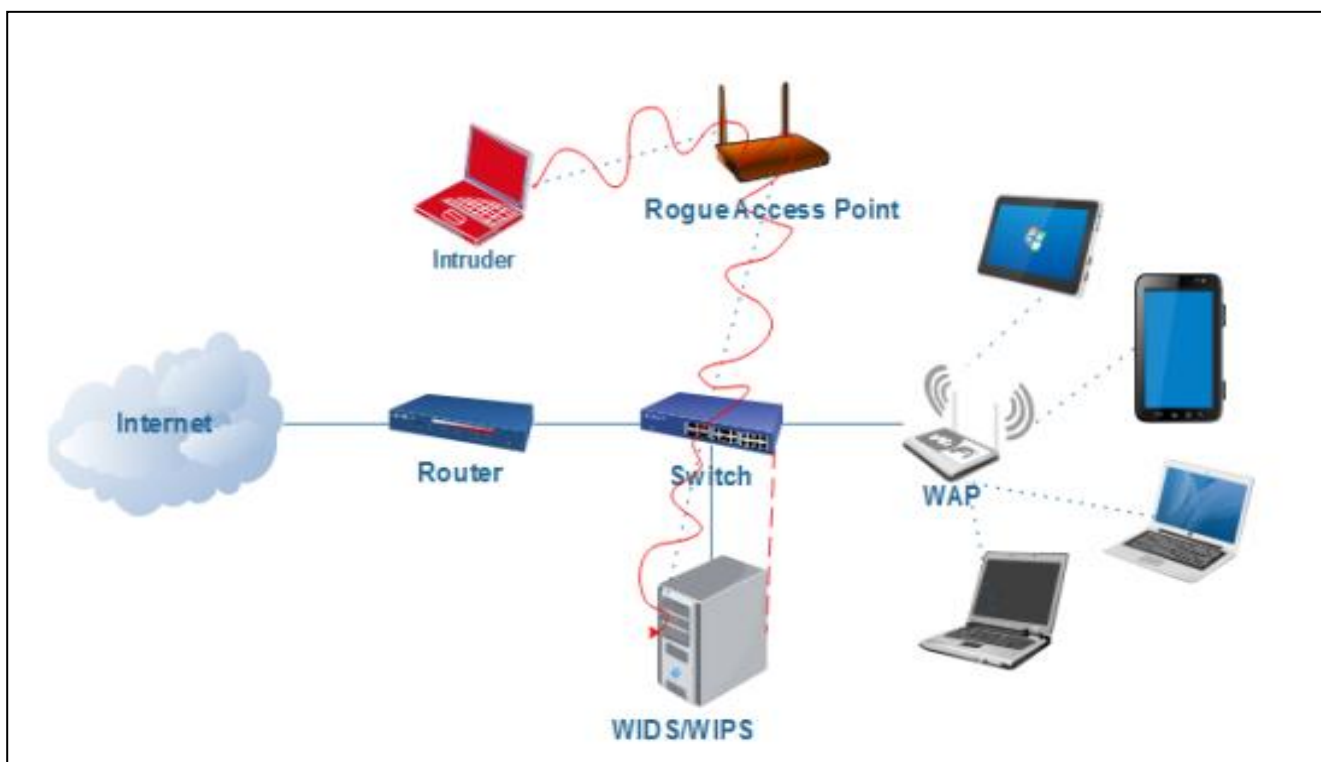 Rogue Access Point
Intruder
Internet
Router
Switch
WAP
WIDS/WIPS